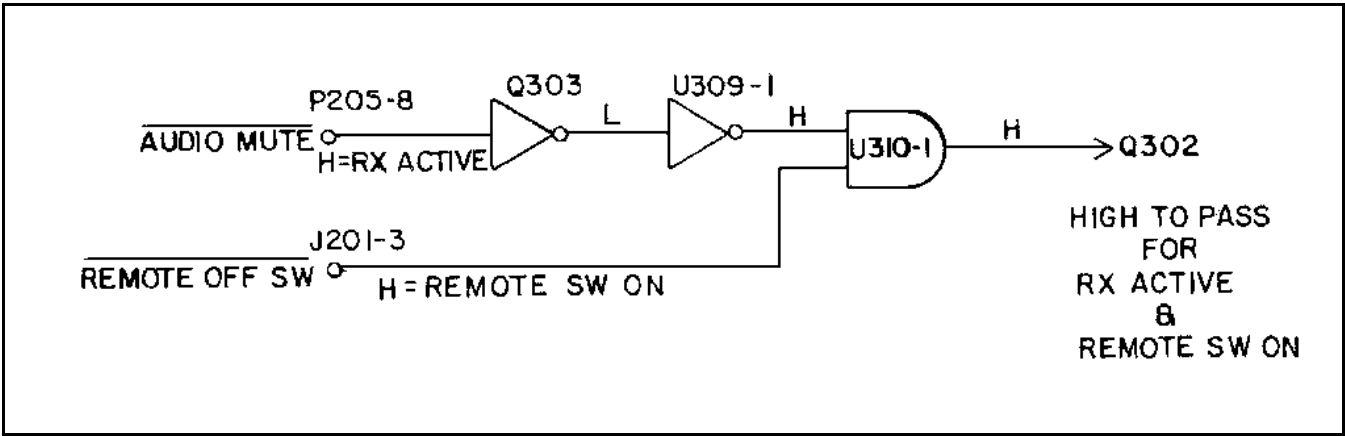 P205-8
Q303
U309-1
AUDIO MUTE
H=RX ACTIVE
L
H
U310-1
H
Q302
J201-3
REMOTE OFF SW
H=REMOTE SW ON
HIGH TO PASS
FOR
RX ACTIVE
&
REMOTE SW ON